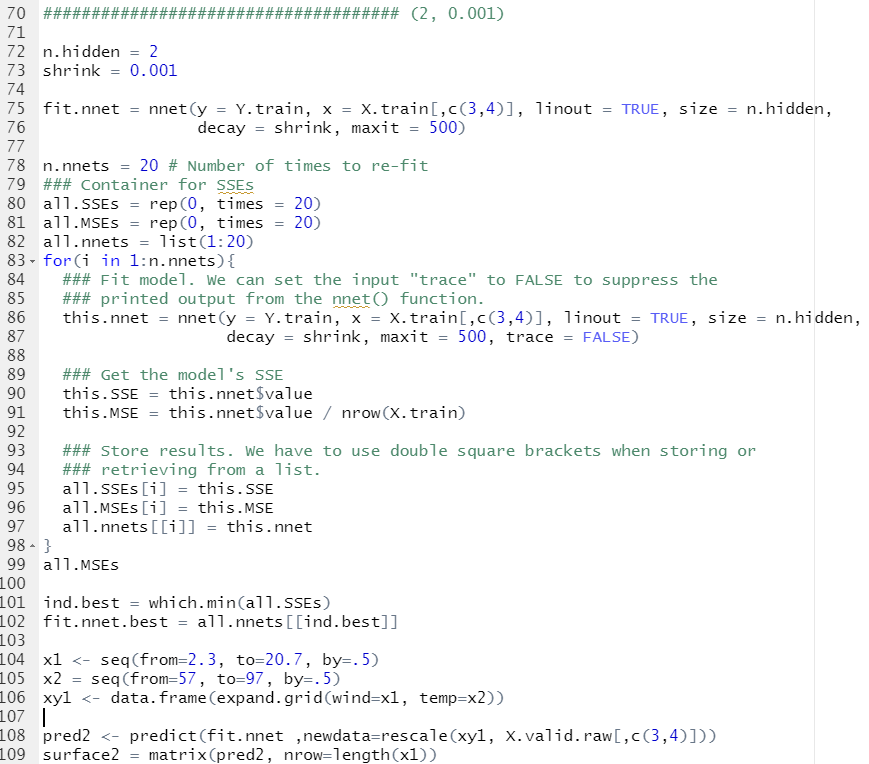 70 ##################################### (2, 0.001)
71
72 n.hidden = 2
73 shrink = 0.001
74
75 fit.nnet = nnet(y = Y.train, x = X.train[,c(3,4)], linout = TRUE, size = n.hidden,
76 decay = shrink, maxit = 500)
77
78 n.nnets = 20 # Number of times to re-fit
79 ### Container for SSEs
80 all.SSEs = rep(0, times = 20)
81 all.MSEs = rep(0, times = 20)
82 all.nnets = list(1:20)
83 for(i in 1:n.nnets){
84 ### Fit model. We can set the input "trace" to FALSE to suppress the
85 ### printed output from the nnet() function.
86 this.nnet = nnet(y = Y.train, x = X.train[,c(3,4)], linout = TRUE, size = n.hidden,
87 decay = shrink, maxit = 500, trace = FALSE)
88
89 ### Get the model's SSE
90 this.SSE = this.nnet$value
91 this.MSE = this.nnet$value / nrow(X.train)
92
93 ### Store results. We have to use double square brackets when storing or
94 ### retrieving from a list.
95 all.SSEs[i] = this.SSE
96 all.MSEs[i] = this.MSE
97 all.nnets[[i]] = this.nnet
98 }
99 all.MSEs
100
101 ind.best = which.min(all.SSEs)
102 fit.nnet.best = all.nnets[[ind.best]]
103
104 x1 <- seq(from=2.3, to=20.7, by=.5)
105 x2 = seq(from=57, to=97, by=.5)
106 xy1 <- data.frame(expand.grid(wind=x1, temp=x2))
107
108 pred2 <- predict(fit.nnet ,newdata=rescale(xy1, X.valid.raw[,c(3,4)]))
109 surface2 = matrix(pred2, nrow=length(x1))